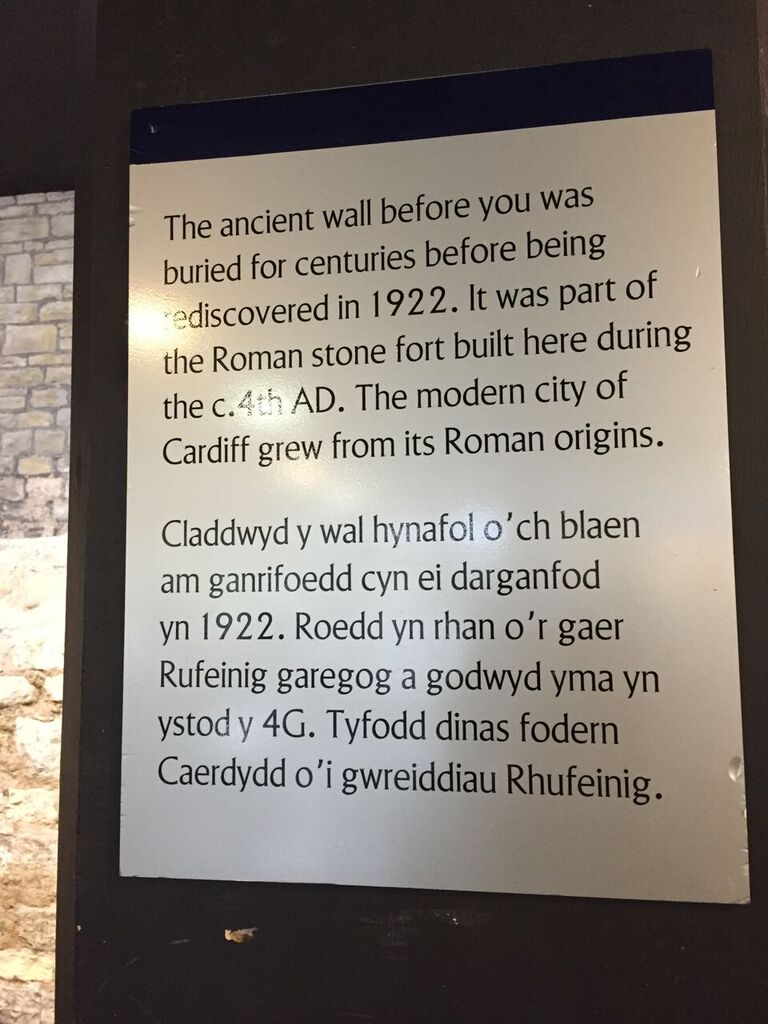 The ancient wall before you was
buried for centuries before being
rediscovered in 1922. It was part of
the Roman stone fort built here during
the c.4th AD. The modern city of
Cardiff grew from its Roman origins.
Claddwyd y wal hynafol o'ch blaen
am ganrifoedd cyn ei darganfod
yn 1922. Roedd yn rhan o'r gaer
Rufeinig garegog a godwyd yma yn
ystod y 4G. Tyfodd dinas fodern
Caerdydd o'i gwreiddiau Rhufeinig.